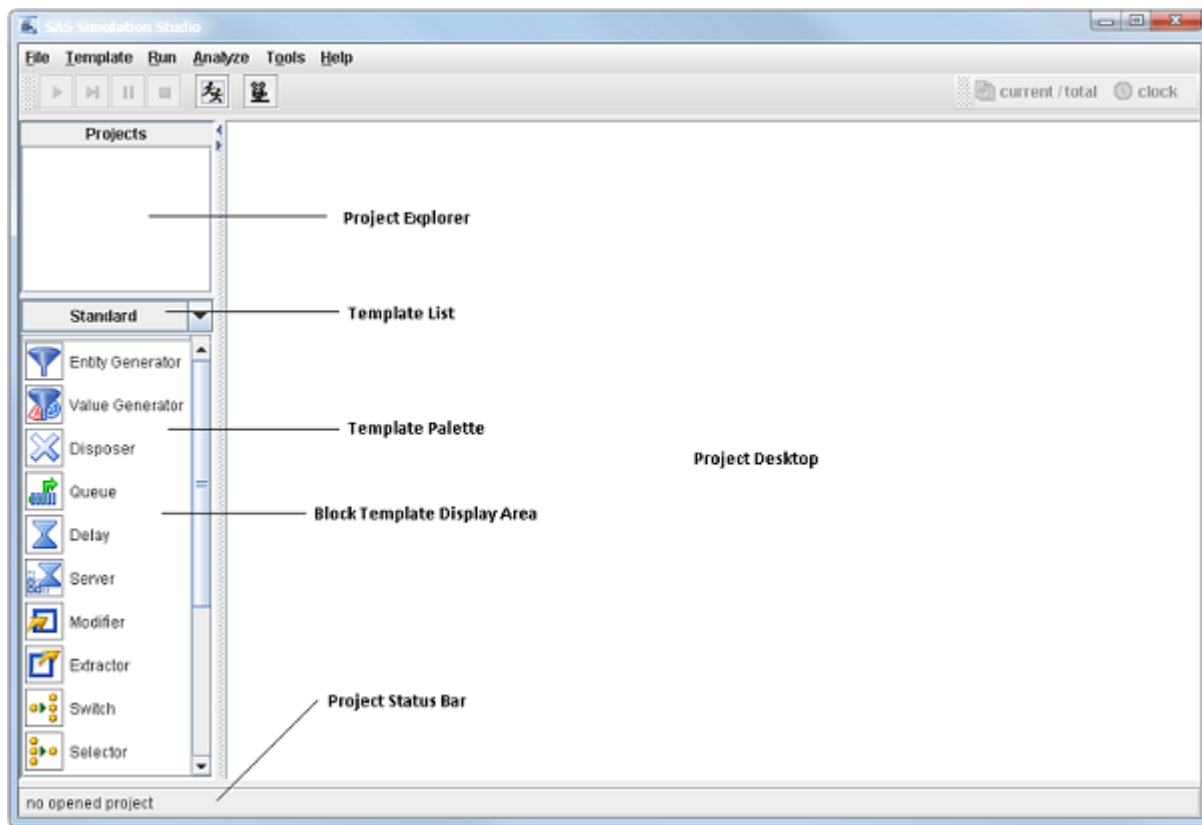 SAS Simulation Studio
File Template Run Analyze Tools Help
current / total clock
Projects
Project Explorer
Standard
Template List
Entity Generator
Value Generator
Template Palette
Disposer
Project Desktop
Queue
Block Template Display Area
Delay
Server
Modifier
Extractor
Switch
Project Status Bar
Selector
no opened project